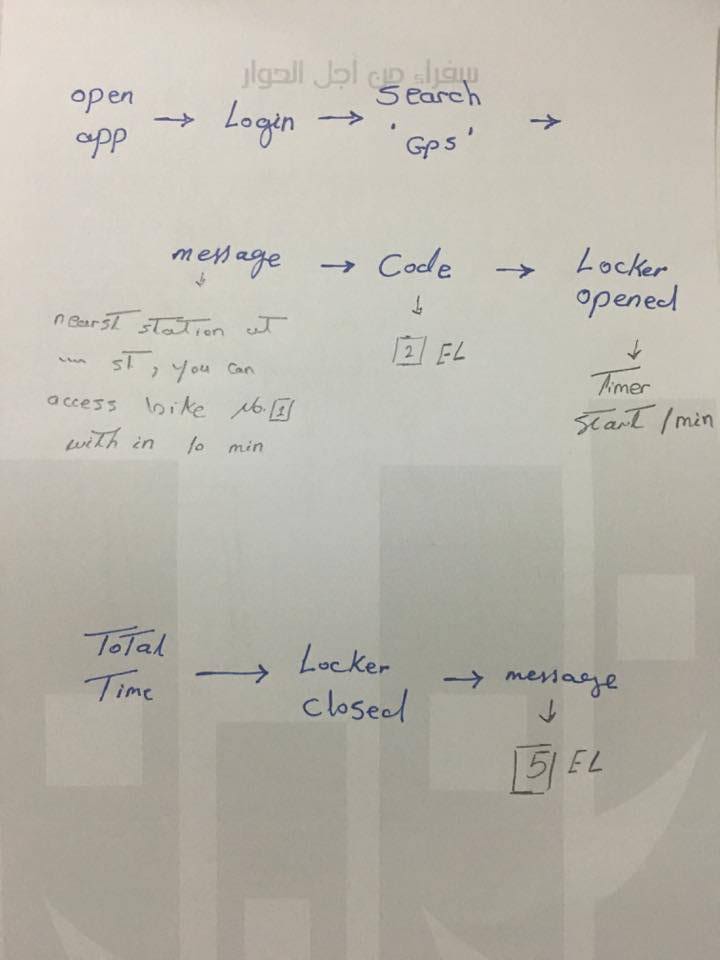 سفراء من أجل الحوار
open app → Login → Search 'GPS' →
message → Code → Locker opened
↓ ↓ ↓
nearst station at
st, you can
access bike No. 1
with in 10 min
2 EL
Timer
Start /min
Total Time → Locker closed → message
↓
5 EL